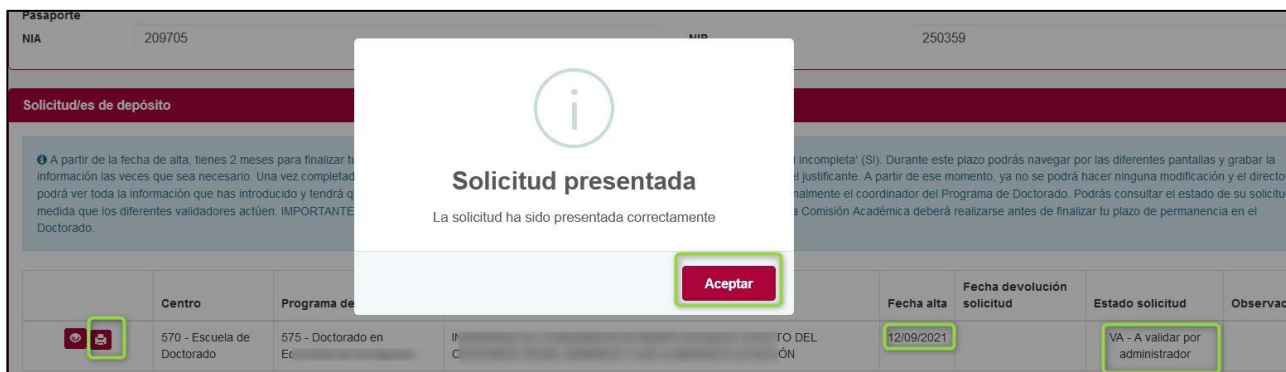 Pasaporte
NIA 209705 NIP 250359
Solicitud/es de depósito
A partir de la fecha de alta, tienes 2 meses para finalizar tu
incompleta' (SI). Durante este plazo podrás navegar por las diferentes pantallas y grabar la
información las veces que sea necesario. Una vez completad
el justificante. A partir de ese momento, ya no se podrá hacer ninguna modificación y el directo
podrá ver toda la información que has introducido y tendrá q
nalmente el coordinador del Programa de Doctorado. Podrás consultar el estado de su solicitu
medida que los diferentes validadores actúen. IMPORTANTE
a Comisión Académica deberá realizarse antes de finalizar tu plazo de permanencia en el
Doctorado.
i
Solicitud presentada
La solicitud ha sido presentada correctamente
Aceptar
Centro Programa de Fecha alta Fecha devolución solicitud Estado solicitud Observac
570 - Escuela de 575 - Doctorado en TO DEL 12/09/2021 VA - A validar por
Doctorado ÓN administrador